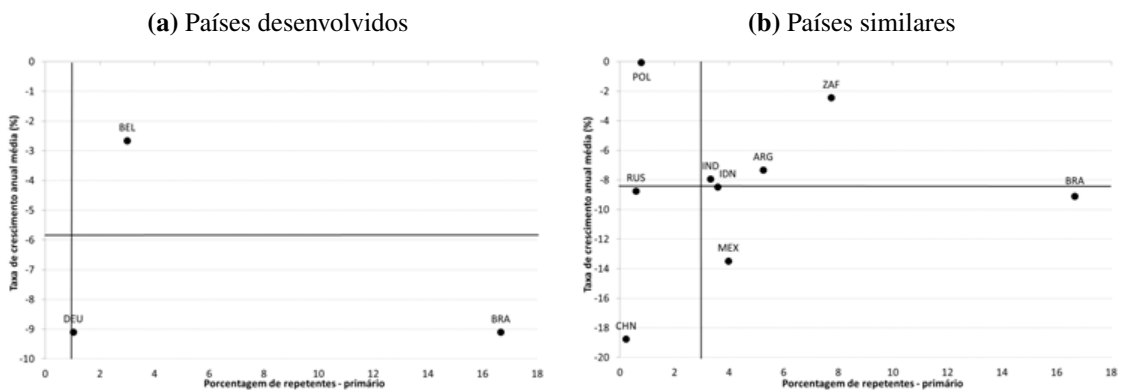 (a) Países desenvolvidos
0
-1
-2
-3
-4
-5
-6
-7
-8
-9
-10
Taxa de crescimento anual média (%)
BEL
DEU
BRA
0 2 4 6 8 10 12 14 16 18
Porcentagem de repetentes - primário
(b) Países similares
0
-2
-4
-6
-8
-10
-12
-14
-16
-18
-20
Taxa de crescimento anual média (%)
POL
ZAF
ARG
IND
IDN
RUS
BRA
MEX
CHN
0 2 4 6 8 10 12 14 16 18
Porcentagem de repetentes - primário